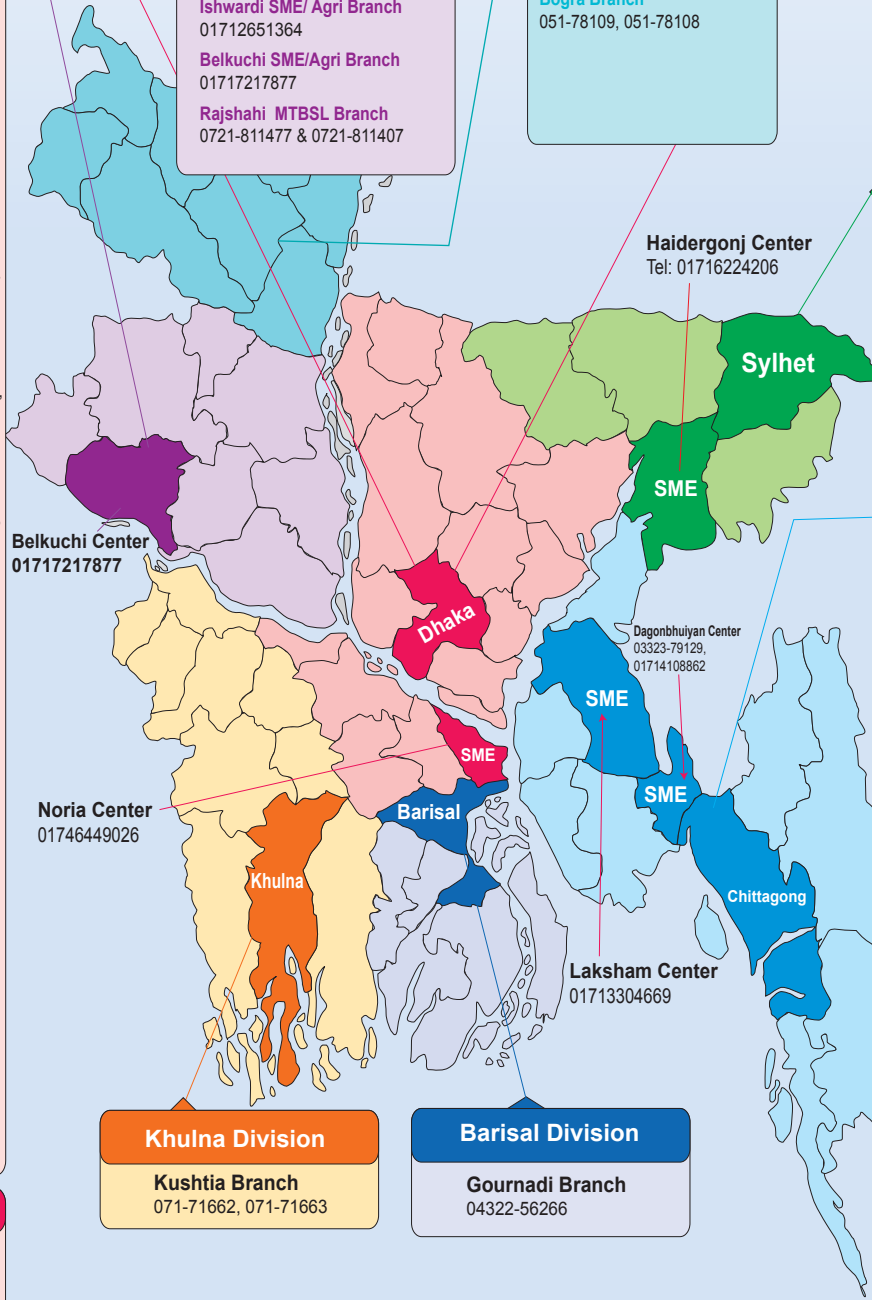 Ishwardi SME/ Agri Branch
01712651364
Belkuchi SME/Agri Branch
01717217877
Rajshahi MTBSL Branch
0721-811477 & 0721-811407
Bogra Branch
051-78109, 051-78108
Haidergonj Center
Tel: 01716224206
Sylhet
SME
Belkuchi Center
01717217877
Dhaka
Dagonbhuiyan Center
03323-79129,
01714108862
SME
SME
SME
Noria Center
01746449026
Barisal
Khulna
Chittagong
Laksham Center
01713304669
Khulna Division
Kushtia Branch
071-71662, 071-71663
Barisal Division
Gournadi Branch
04322-56266